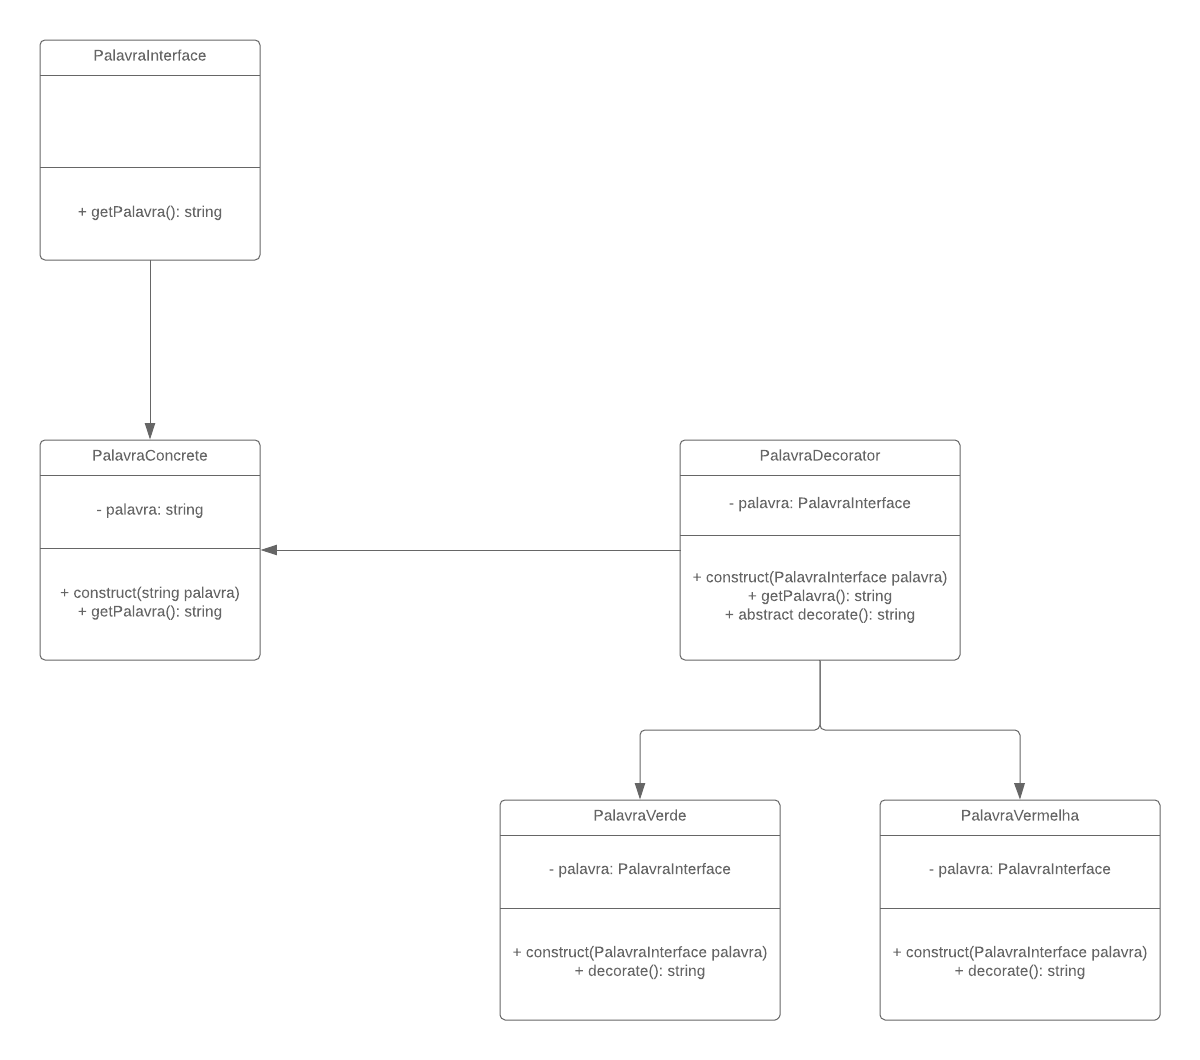 PalavraInterface
+ getPalavra(): string
PalavraConcrete
- palavra: string
+ construct(string palavra)
+ getPalavra(): string
PalavraDecorator
- palavra: PalavraInterface
+ construct(PalavraInterface palavra)
+ getPalavra(): string
+ abstract decorate(): string
PalavraVerde
- palavra: PalavraInterface
+ construct(PalavraInterface palavra)
+ decorate(): string
PalavraVermelha
- palavra: PalavraInterface
+ construct(PalavraInterface palavra)
+ decorate(): string